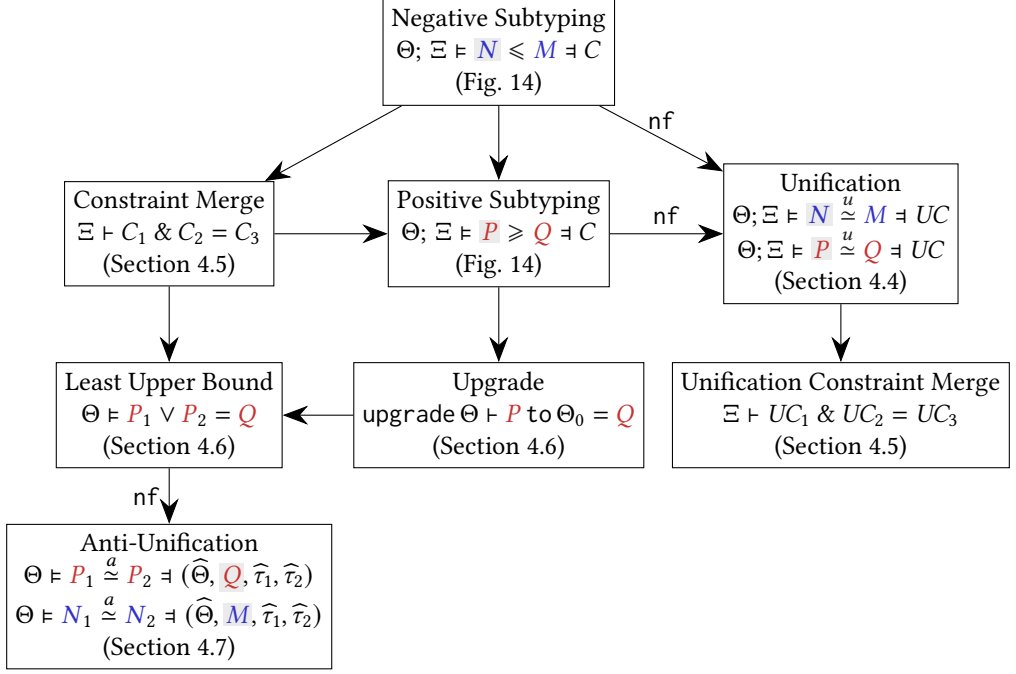 Negative Subtyping
Θ; Ξ ⊨ N ⩽ M ⫤ C
(Fig. 14)
nf
Constraint Merge
Ξ ⊢ C₁ & C₂ = C₃
(Section 4.5)
Positive Subtyping
Θ; Ξ ⊨ P ⩾ Q ⫤ C
(Fig. 14)
nf
Unification
Θ; Ξ ⊨ N ≃ᵘ M ⫤ UC
Θ; Ξ ⊨ P ≃ᵘ Q ⫤ UC
(Section 4.4)
Least Upper Bound
Θ ⊨ P₁ ∨ P₂ = Q
(Section 4.6)
Upgrade
upgrade Θ ⊢ P to Θ₀ = Q
(Section 4.6)
Unification Constraint Merge
Ξ ⊢ UC₁ & UC₂ = UC₃
(Section 4.5)
nf
Anti-Unification
Θ ⊨ P₁ ≃ᵃ P₂ ⫤ (Θ̂, Q, τ̂₁, τ̂₂)
Θ ⊨ N₁ ≃ᵃ N₂ ⫤ (Θ̂, M, τ̂₁, τ̂₂)
(Section 4.7)